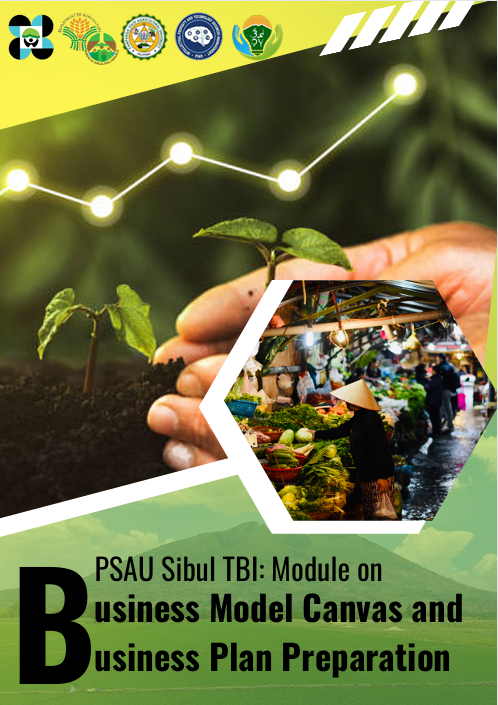 PSAU Sibul TBI: Module on
Business Model Canvas and
Business Plan Preparation